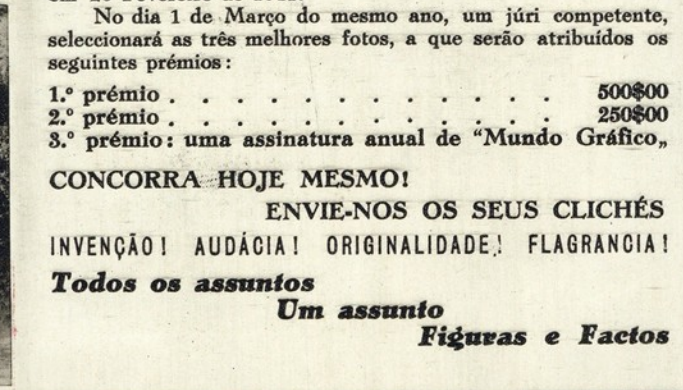 No dia 1 de Março do mesmo ano, um júri competente,
seleccionará as três melhores fotos, a que serão atribuídos os
seguintes prémios:
1.º prémio . . . . . . . . . . . . 500$00
2.º prémio . . . . . . . . . . . . 250$00
3.º prémio: uma assinatura anual de “Mundo Gráfico„
CONCORRA HOJE MESMO!
ENVIE-NOS OS SEUS CLICHÉS
INVENÇÃO! AUDÁCIA! ORIGINALIDADE! FLAGRANCIA!
Todos os assuntos
Um assunto
Figuras e Factos